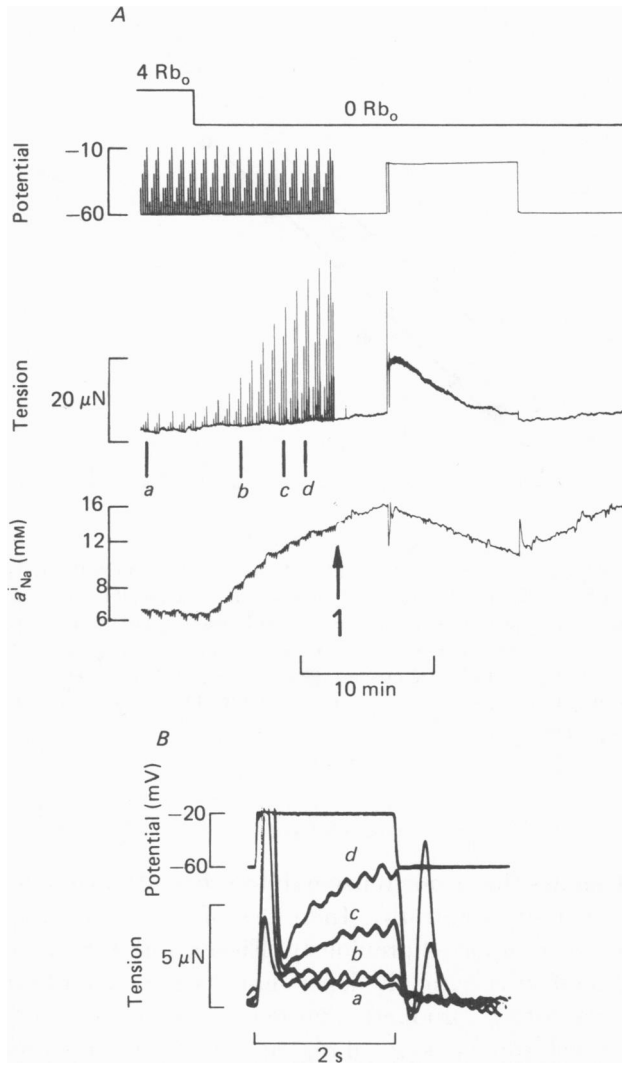 A
4 Rbo
0 Rbo
Potential
−10
−60
Tension
20 μN
a b c d
aⁱNa (mM)
16
12
8
6
1
10 min
B
Potential (mV)
−20
−60
Tension
5 μN
d
c
b
a
2 s